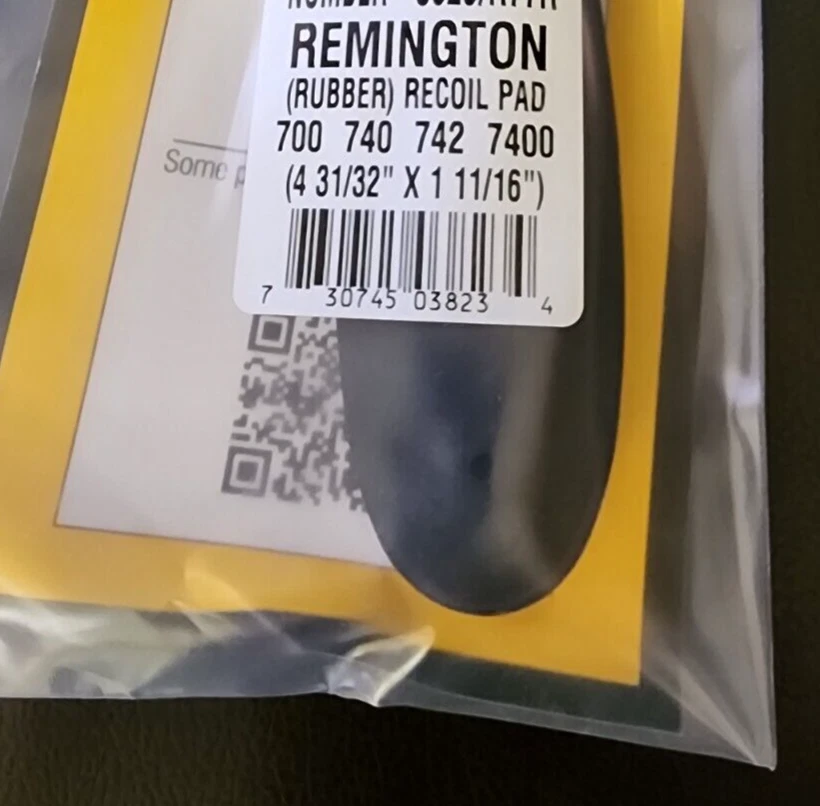 REMINGTON
(RUBBER) RECOIL PAD
700 740 742 7400
(4 31/32" X 1 11/16")
Some
7 30745 03823 4